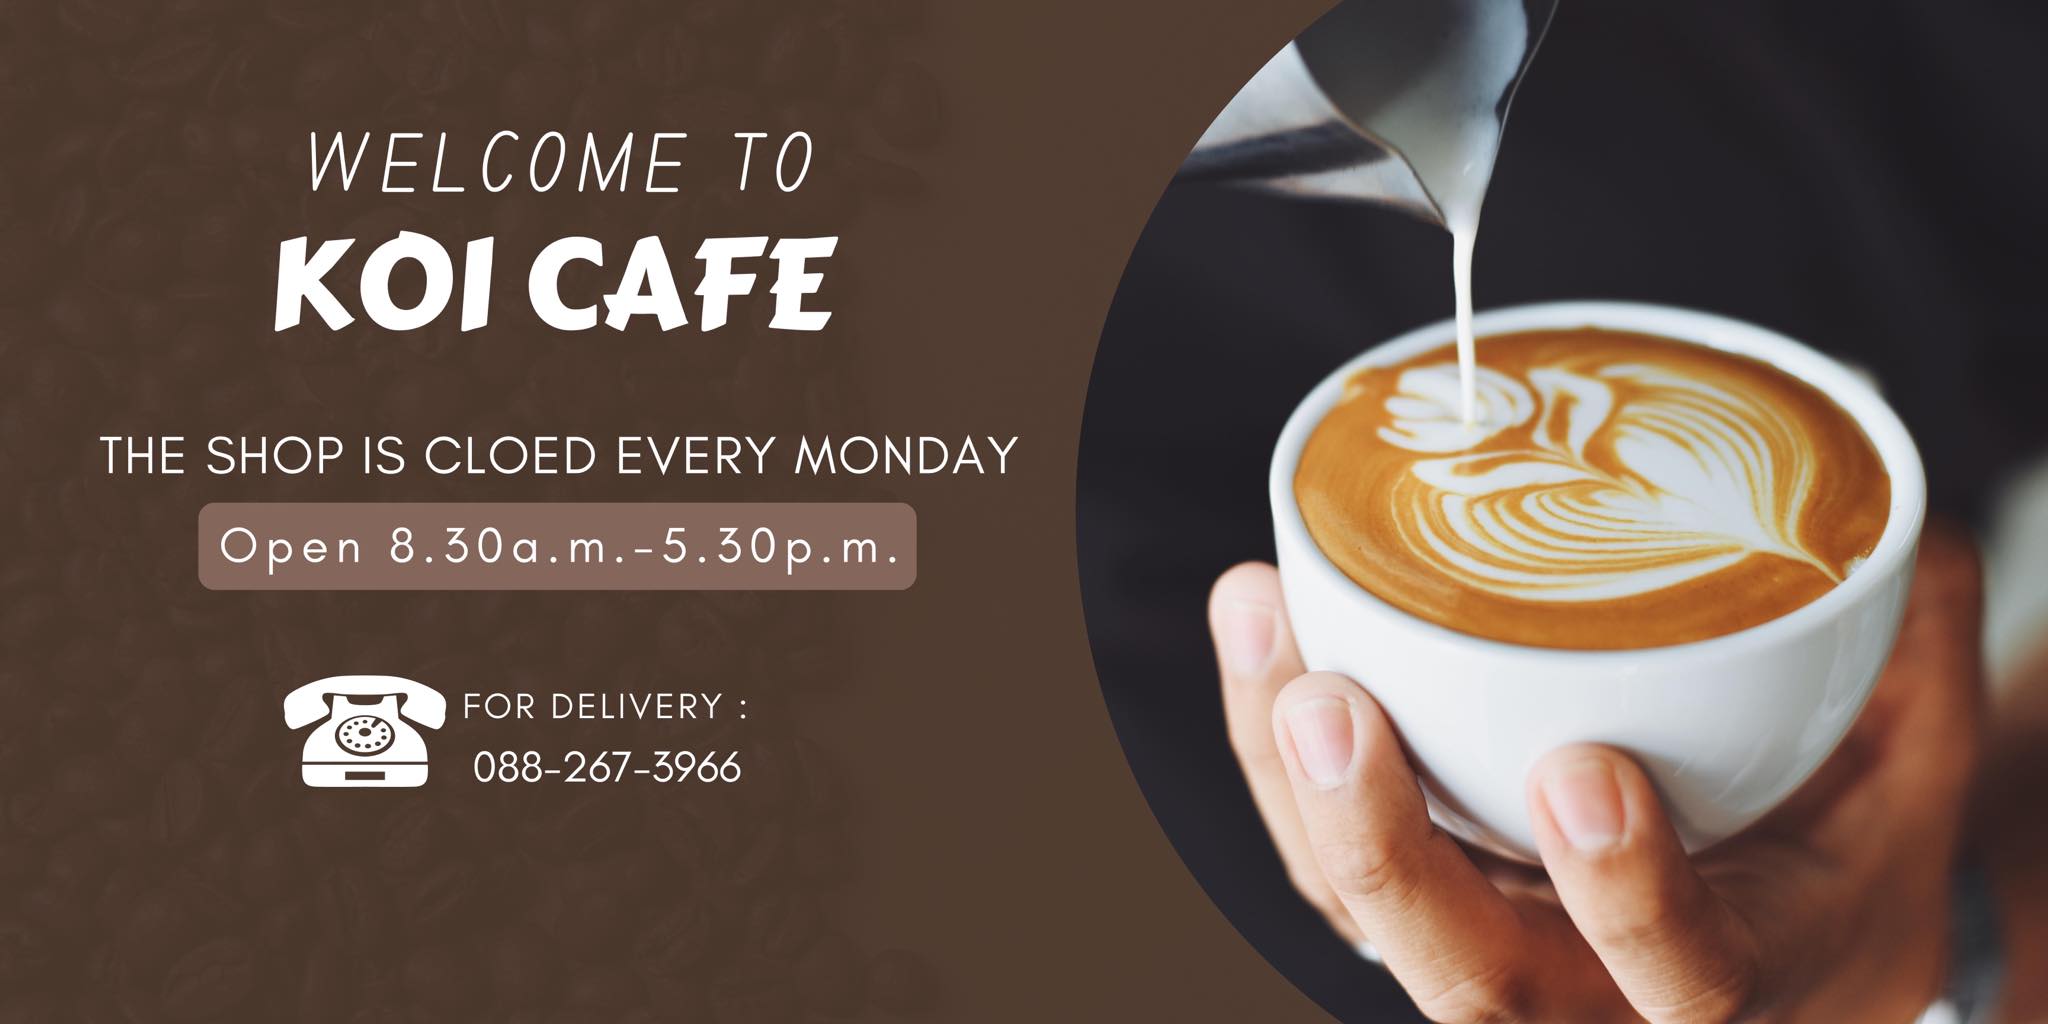 WELCOME TO
KOI CAFE
THE SHOP IS CLOED EVERY MONDAY
Open 8.30a.m.-5.30p.m.
FOR DELIVERY :
088-267-3966